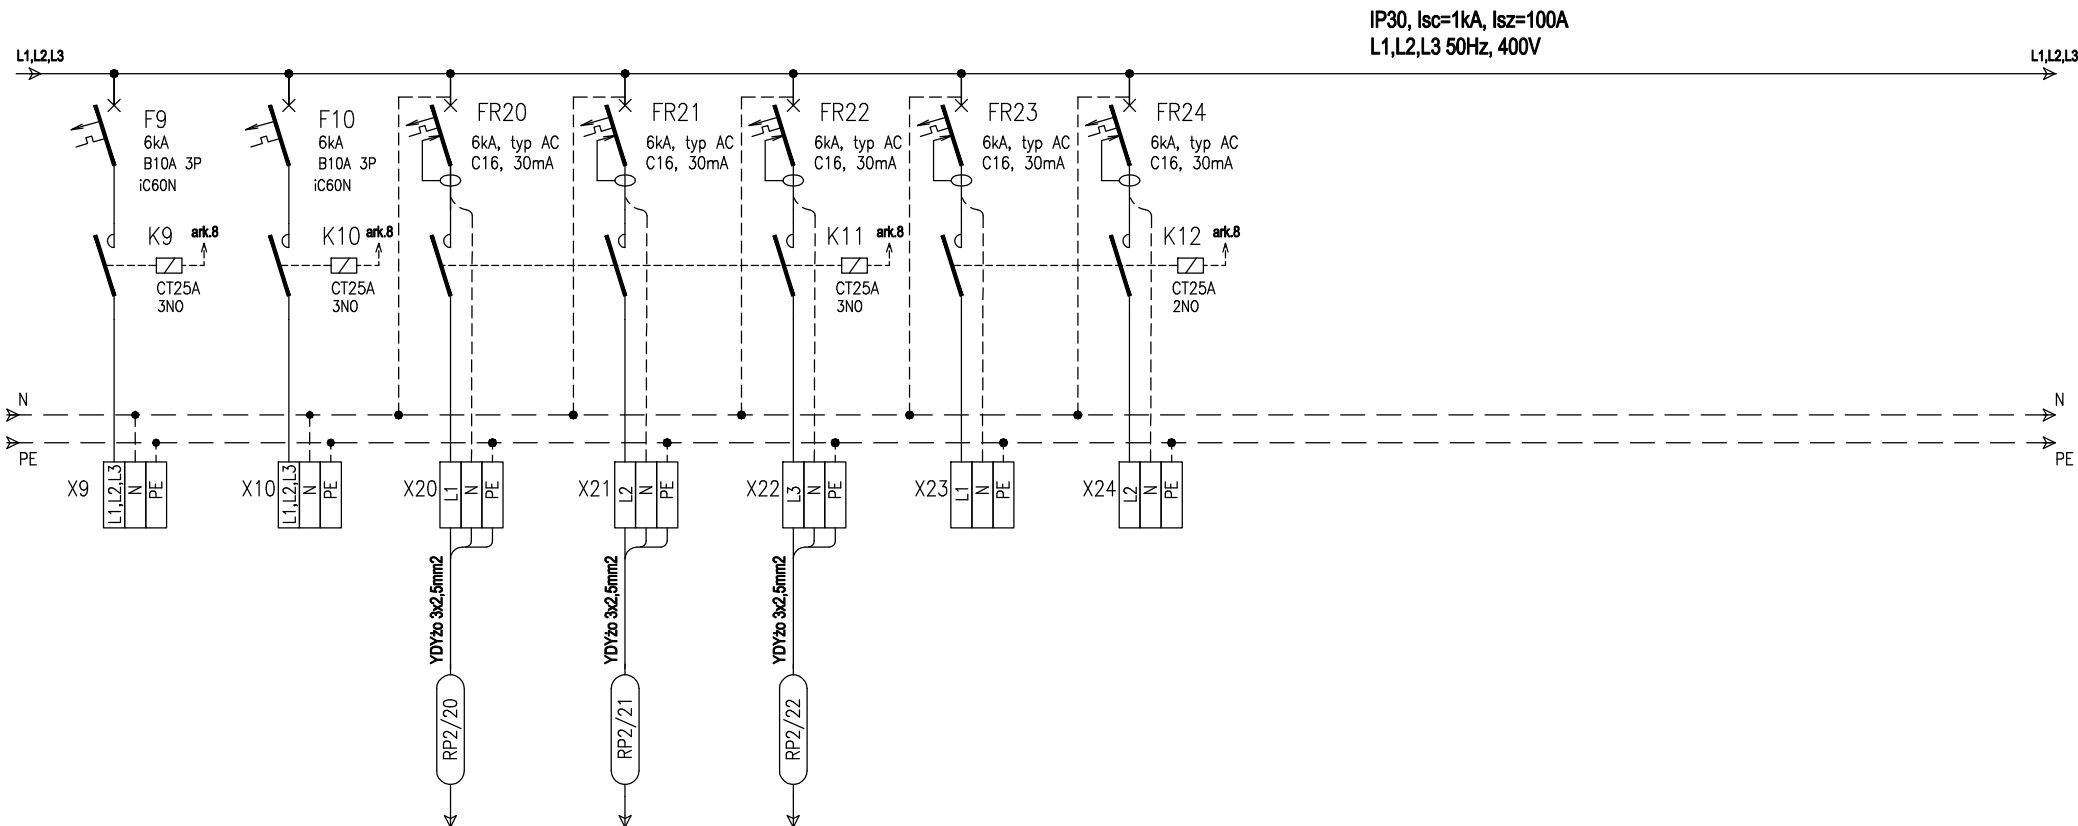 IP30, Isc=1kA, Isz=100A
L1,L2,L3 50Hz, 400V
L1,L2,L3
L1,L2,L3
F9
6kA
B10A 3P
iC60N
F10
6kA
B10A 3P
iC60N
FR20
6kA, typ AC
C16, 30mA
FR21
6kA, typ AC
C16, 30mA
FR22
6kA, typ AC
C16, 30mA
FR23
6kA, typ AC
C16, 30mA
FR24
6kA, typ AC
C16, 30mA
K9
ark.8
CT25A
3NO
K10
ark.8
CT25A
3NO
K11
ark.8
CT25A
3NO
K12
ark.8
CT25A
2NO
N
N
PE
PE
X9
L1,L2,L3
N
PE
X10
L1,L2,L3
N
PE
X20
L1
N
PE
X21
L2
N
PE
X22
L3
N
PE
X23
L1
N
PE
X24
L2
N
PE
YDYżo 3x2,5mm2
YDYżo 3x2,5mm2
YDYżo 3x2,5mm2
RP2/20
RP2/21
RP2/22